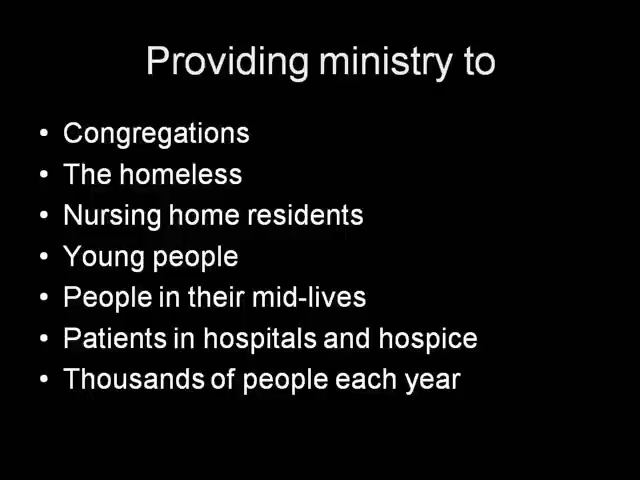 Providing ministry to
• Congregations
• The homeless
• Nursing home residents
• Young people
• People in their mid-lives
• Patients in hospitals and hospice
• Thousands of people each year